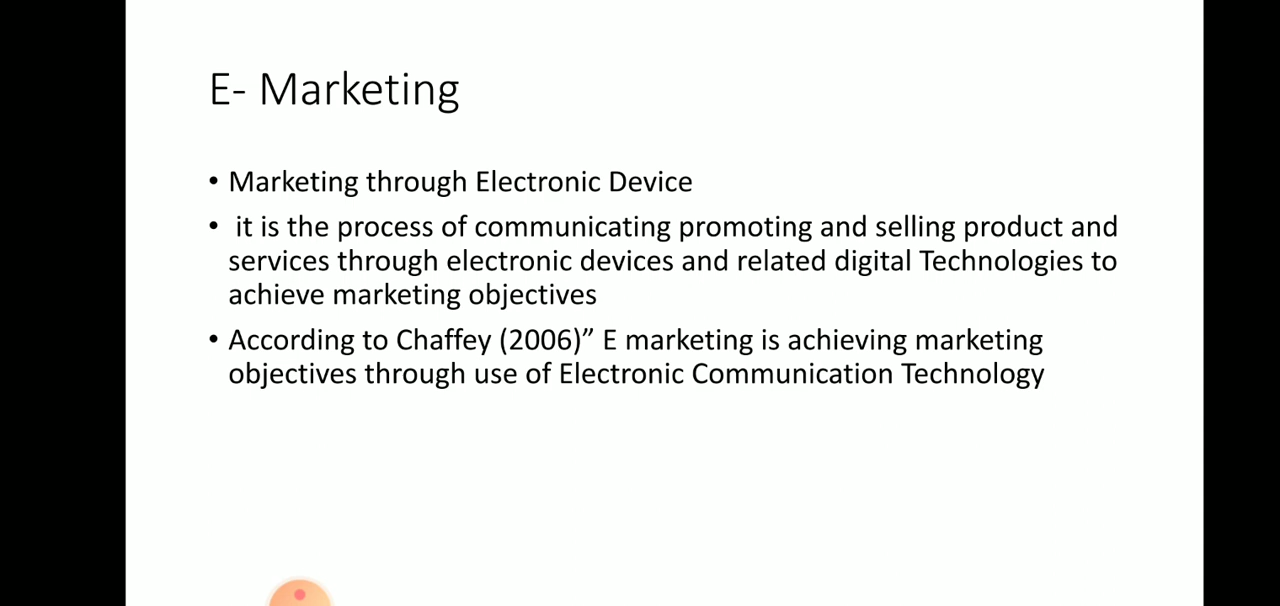 E- Marketing
• Marketing through Electronic Device
• it is the process of communicating promoting and selling product and
services through electronic devices and related digital Technologies to
achieve marketing objectives
• According to Chaffey (2006)” E marketing is achieving marketing
objectives through use of Electronic Communication Technology